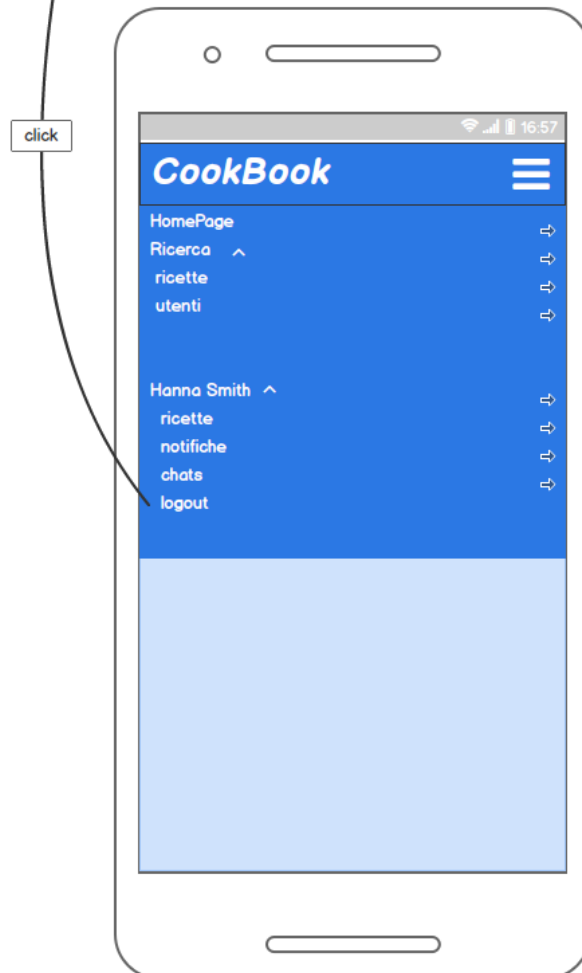 click
16:57
CookBook
HomePage
Ricerca
ricette
utenti
Hanna Smith
ricette
notifiche
chats
logout